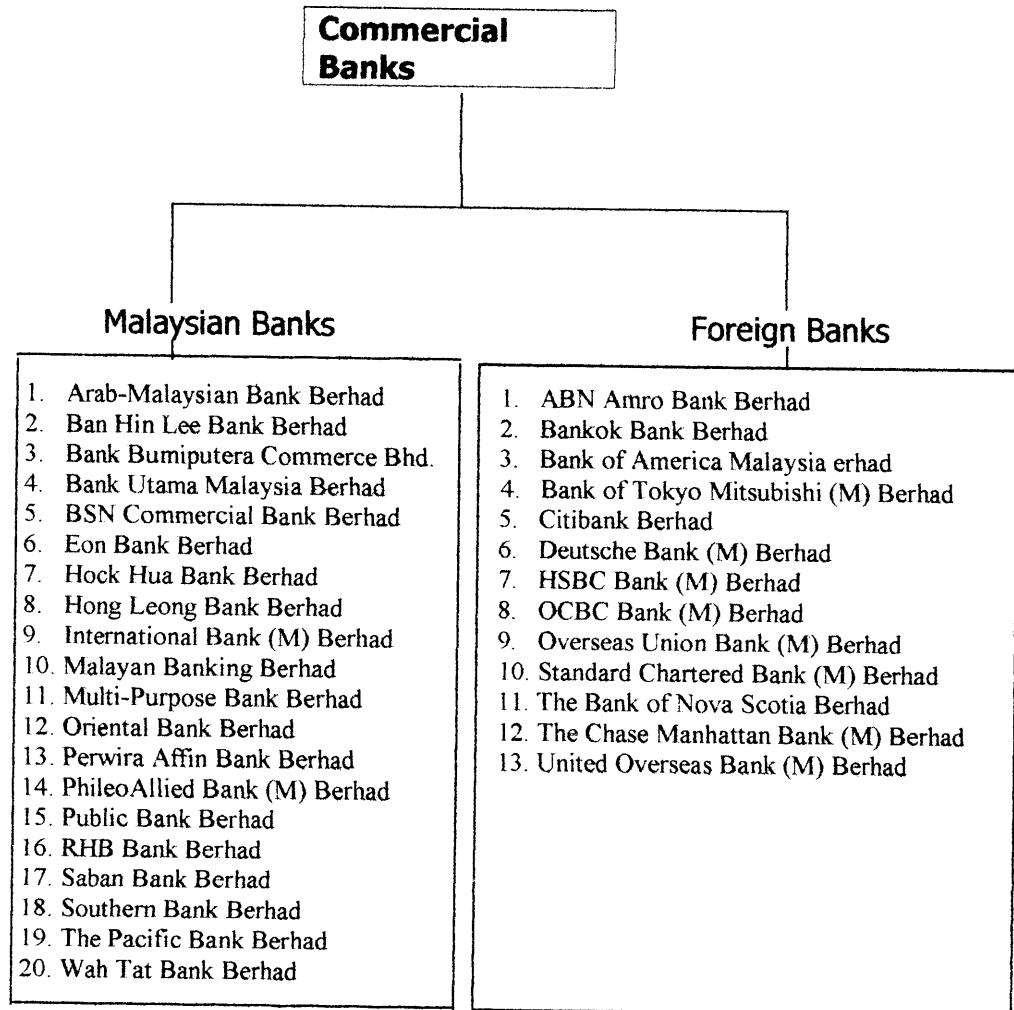 Commercial
Banks
Malaysian Banks
1. Arab-Malaysian Bank Berhad
2. Ban Hin Lee Bank Berhad
3. Bank Bumiputera Commerce Bhd.
4. Bank Utama Malaysia Berhad
5. BSN Commercial Bank Berhad
6. Eon Bank Berhad
7. Hock Hua Bank Berhad
8. Hong Leong Bank Berhad
9. International Bank (M) Berhad
10. Malayan Banking Berhad
11. Multi-Purpose Bank Berhad
12. Oriental Bank Berhad
13. Perwira Affin Bank Berhad
14. PhileoAllied Bank (M) Berhad
15. Public Bank Berhad
16. RHB Bank Berhad
17. Saban Bank Berhad
18. Southern Bank Berhad
19. The Pacific Bank Berhad
20. Wah Tat Bank Berhad
Foreign Banks
1. ABN Amro Bank Berhad
2. Bankok Bank Berhad
3. Bank of America Malaysia erhad
4. Bank of Tokyo Mitsubishi (M) Berhad
5. Citibank Berhad
6. Deutsche Bank (M) Berhad
7. HSBC Bank (M) Berhad
8. OCBC Bank (M) Berhad
9. Overseas Union Bank (M) Berhad
10. Standard Chartered Bank (M) Berhad
11. The Bank of Nova Scotia Berhad
12. The Chase Manhattan Bank (M) Berhad
13. United Overseas Bank (M) Berhad